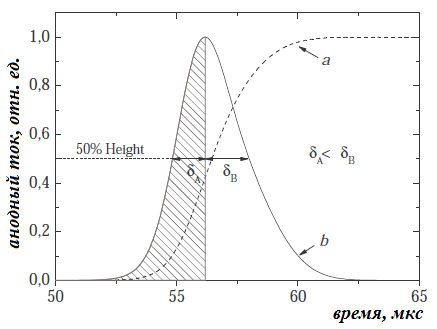 анодный ток, отн. ед.
1,0
0,8
0,6
0,4
0,2
0,0
50% Height
δA
δB
δA< δB
a
b
50
55
60
65
время, мкс